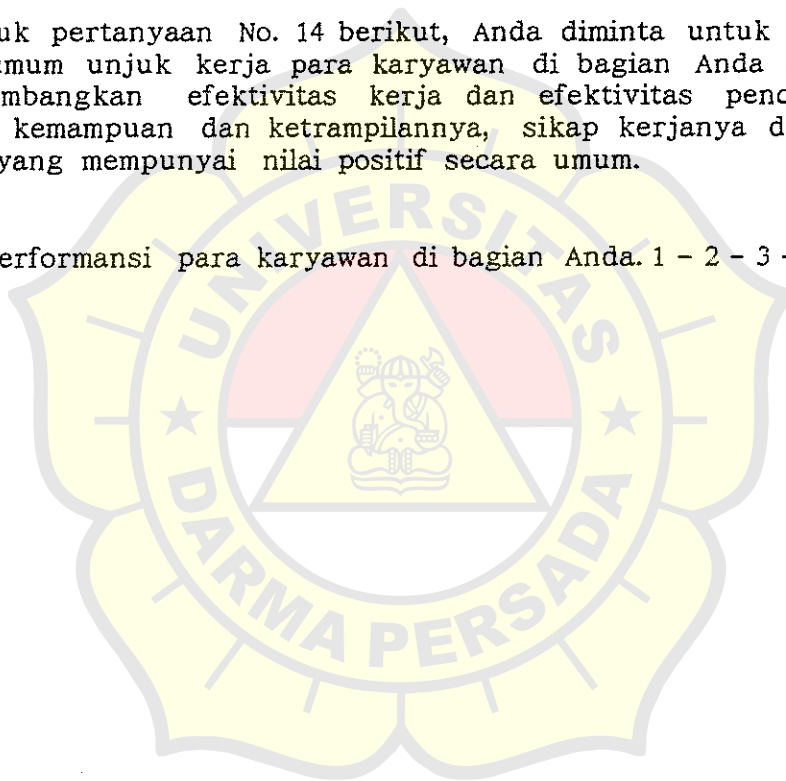 uk pertanyaan No. 14 berikut, Anda diminta untuk
mum unjuk kerja para karyawan di bagian Anda
mbangkan efektivitas kerja dan efektivitas penc
kemampuan dan ketrampilannya, sikap kerjanya d
yang mempunyai nilai positif secara umum.
erformansi para karyawan di bagian Anda. 1 - 2 - 3 -
UNIVERSITAS
DARMA PERSADA